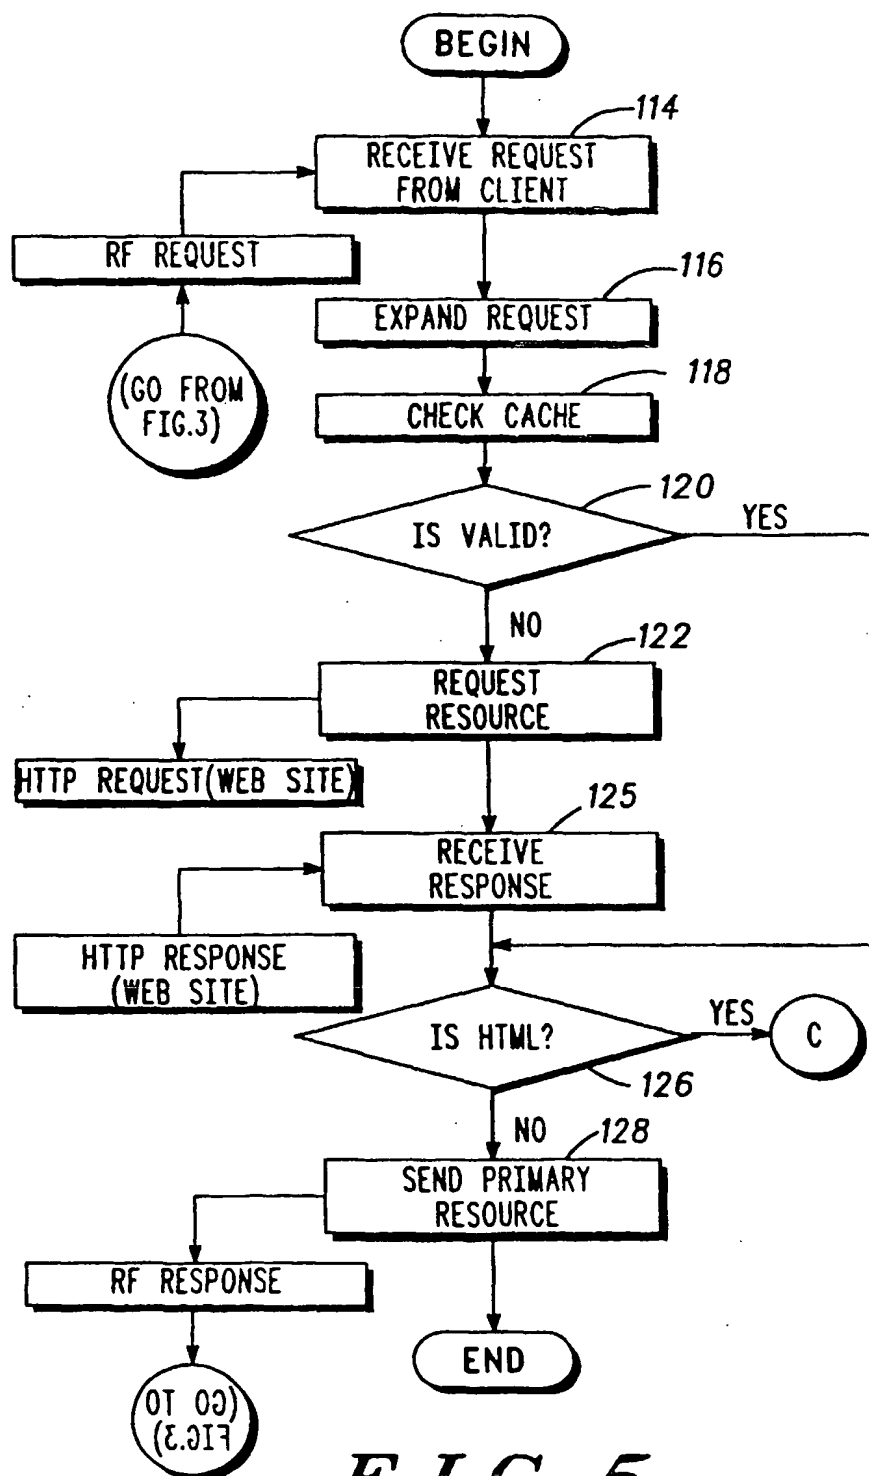 BEGIN
114
RECEIVE REQUEST
FROM CLIENT
RF REQUEST
116
EXPAND REQUEST
(GO FROM
FIG.3)
118
CHECK CACHE
120
IS VALID?
YES
NO
122
REQUEST
RESOURCE
HTTP REQUEST(WEB SITE)
125
RECEIVE
RESPONSE
HTTP RESPONSE
(WEB SITE)
IS HTML?
YES
C
126
NO
128
SEND PRIMARY
RESOURCE
RF RESPONSE
END
(GO TO
FIG.3)
FIG. 5